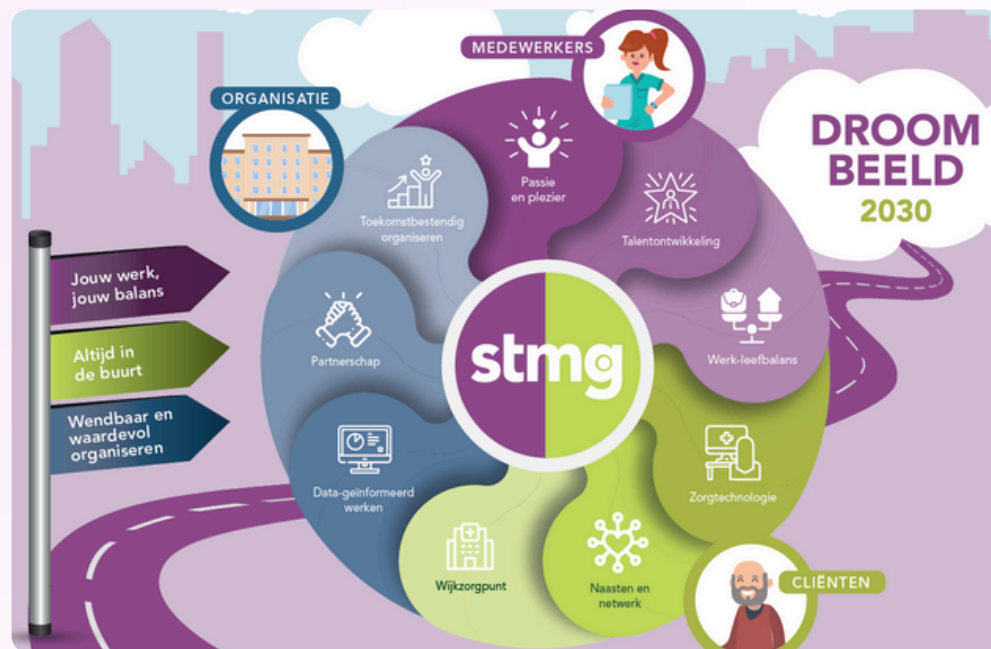 MEDEWERKERS
ORGANISATIE
DROOM
BEELD
2030
Passie
en plezier
Toekomstbestendig
organiseren
Talentontwikkeling
Jouw werk,
jouw balans
Altijd in
de buurt
Wendbaar en
waardevol
organiseren
Partnerschap
stmg
Werk-leefbalans
Data-geïnformeerd
werken
Zorgtechnologie
Wijkzorgpunt
Naasten en
netwerk
CLIËNTEN